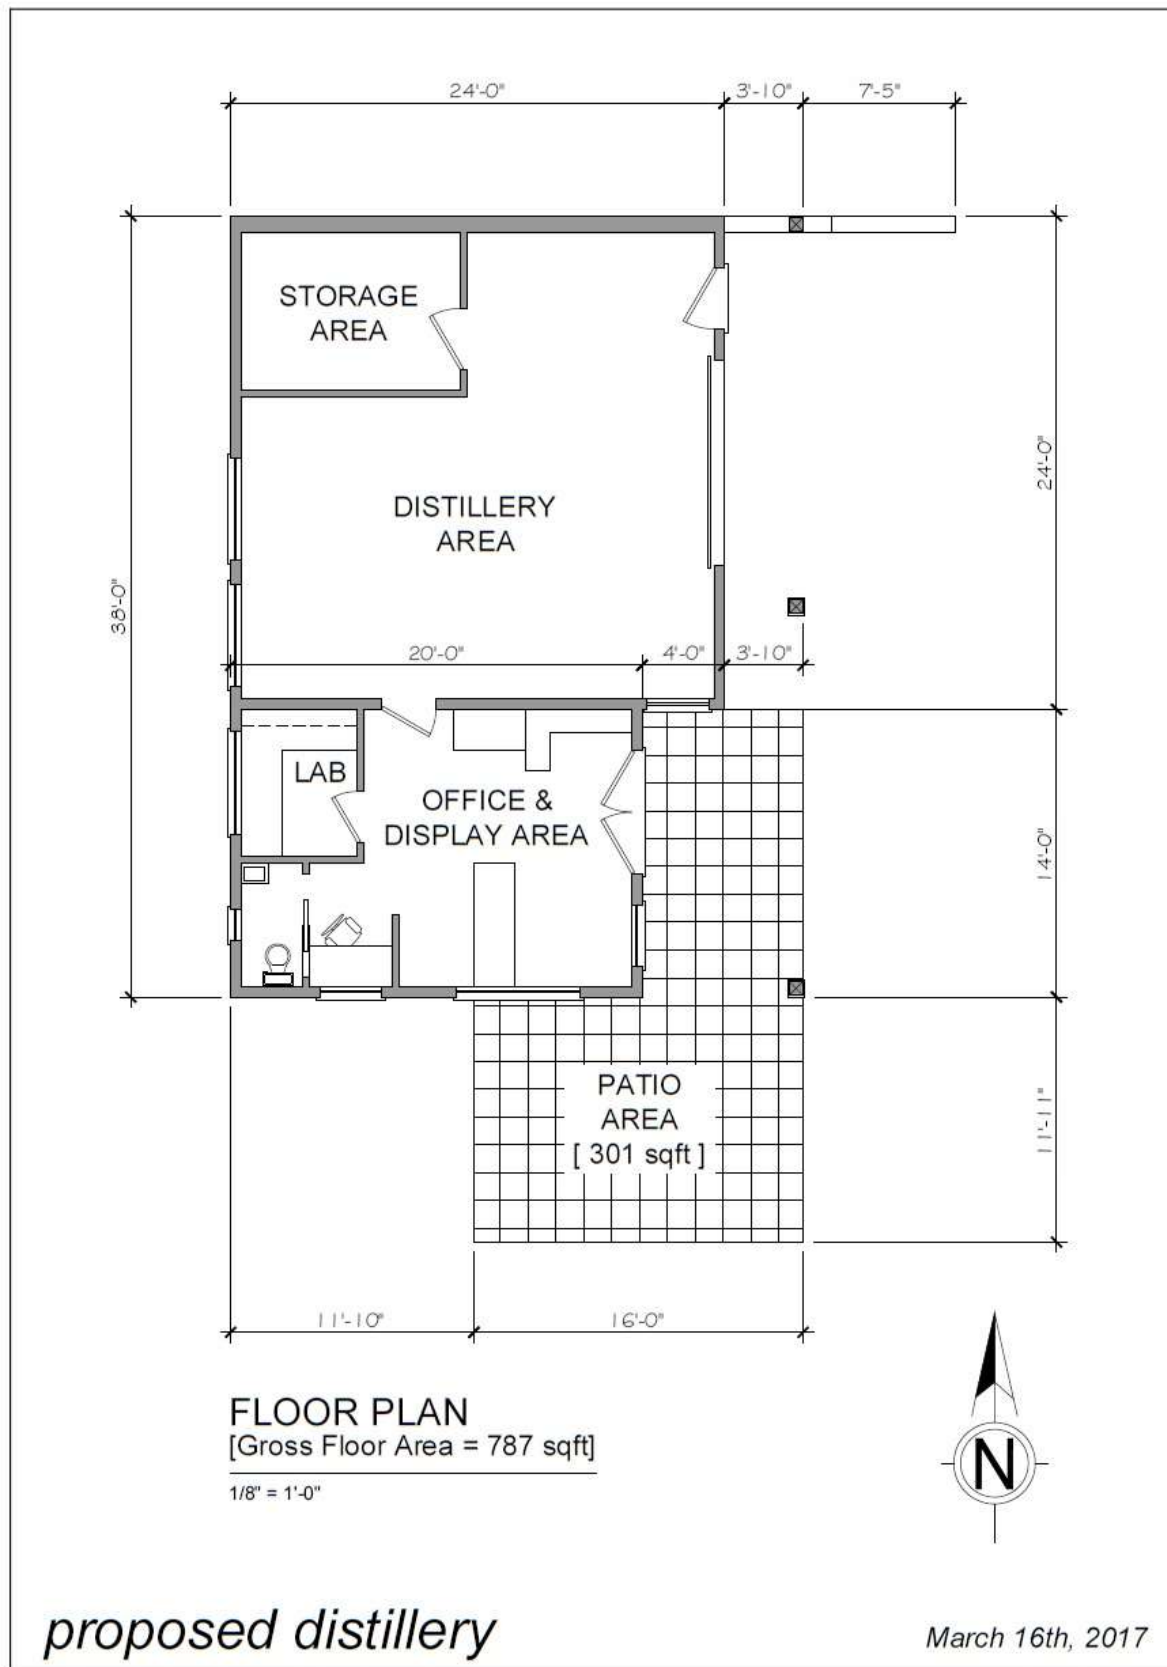 24'-0"
3'-10"
7'-5"
STORAGE
AREA
24'-0"
DISTILLERY
AREA
38'-0"
20'-0"
4'-0"
3'-10"
LAB
OFFICE &
DISPLAY AREA
14'-0"
PATIO
AREA
[ 301 sqft ]
11'-11"
11'-10"
16'-0"
FLOOR PLAN
[Gross Floor Area = 787 sqft]
1/8" = 1'-0"
N
proposed distillery
March 16th, 2017